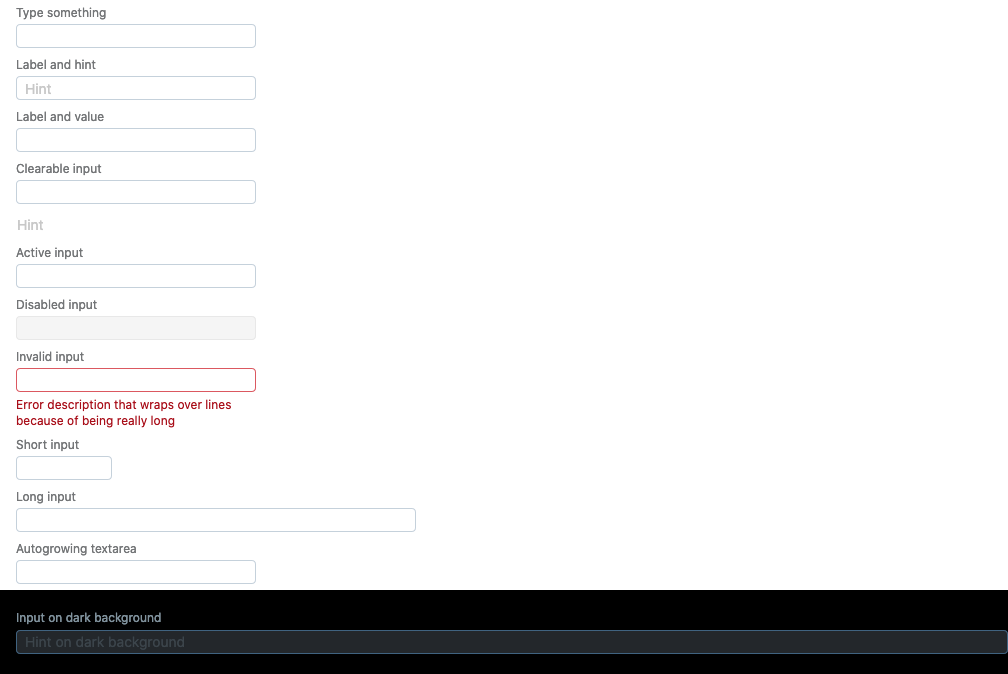 Type something
Label and hint
Hint
Label and value
Clearable input
Hint
Active input
Disabled input
Invalid input
Error description that wraps over lines
because of being really long
Short input
Long input
Autogrowing textarea
Input on dark background
Hint on dark background